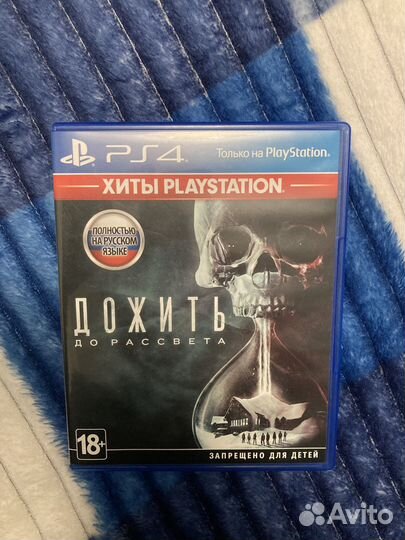 PS4
Только на PlayStation®
ХИТЫ PLAYSTATION®
ПОЛНОСТЬЮ
НА РУССКОМ
ЯЗЫКЕ
ДОЖИТЬ
ДО РАССВЕТА
18+
ЗАПРЕЩЕНО ДЛЯ ДЕТЕЙ
Avito